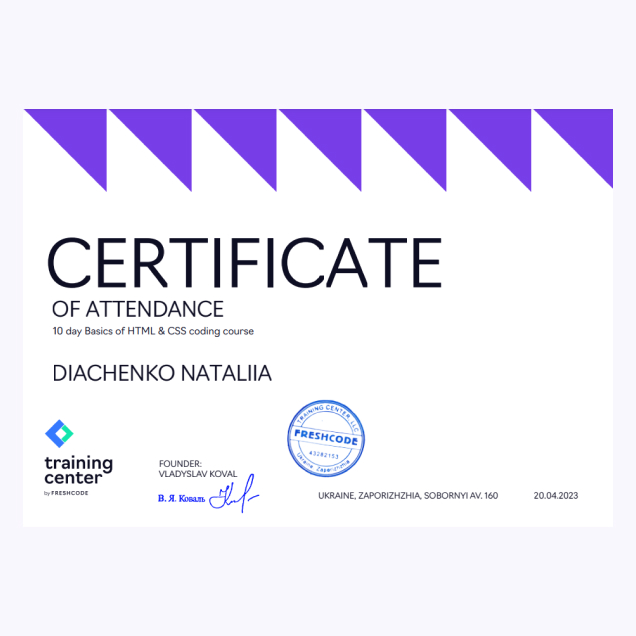 CERTIFICATE
OF ATTENDANCE
10 day Basics of HTML & CSS coding course
DIACHENKO NATALIIA
training
center
by FRESHCODE
FOUNDER:
VLADYSLAV KOVAL
В. Я. Коваль
TRAINING CENTER, LLC
FRESHCODE
43282153
Ukraine Zaporizhzhia
UKRAINE, ZAPORIZHZHIA, SOBORNYI AV. 160
20.04.2023